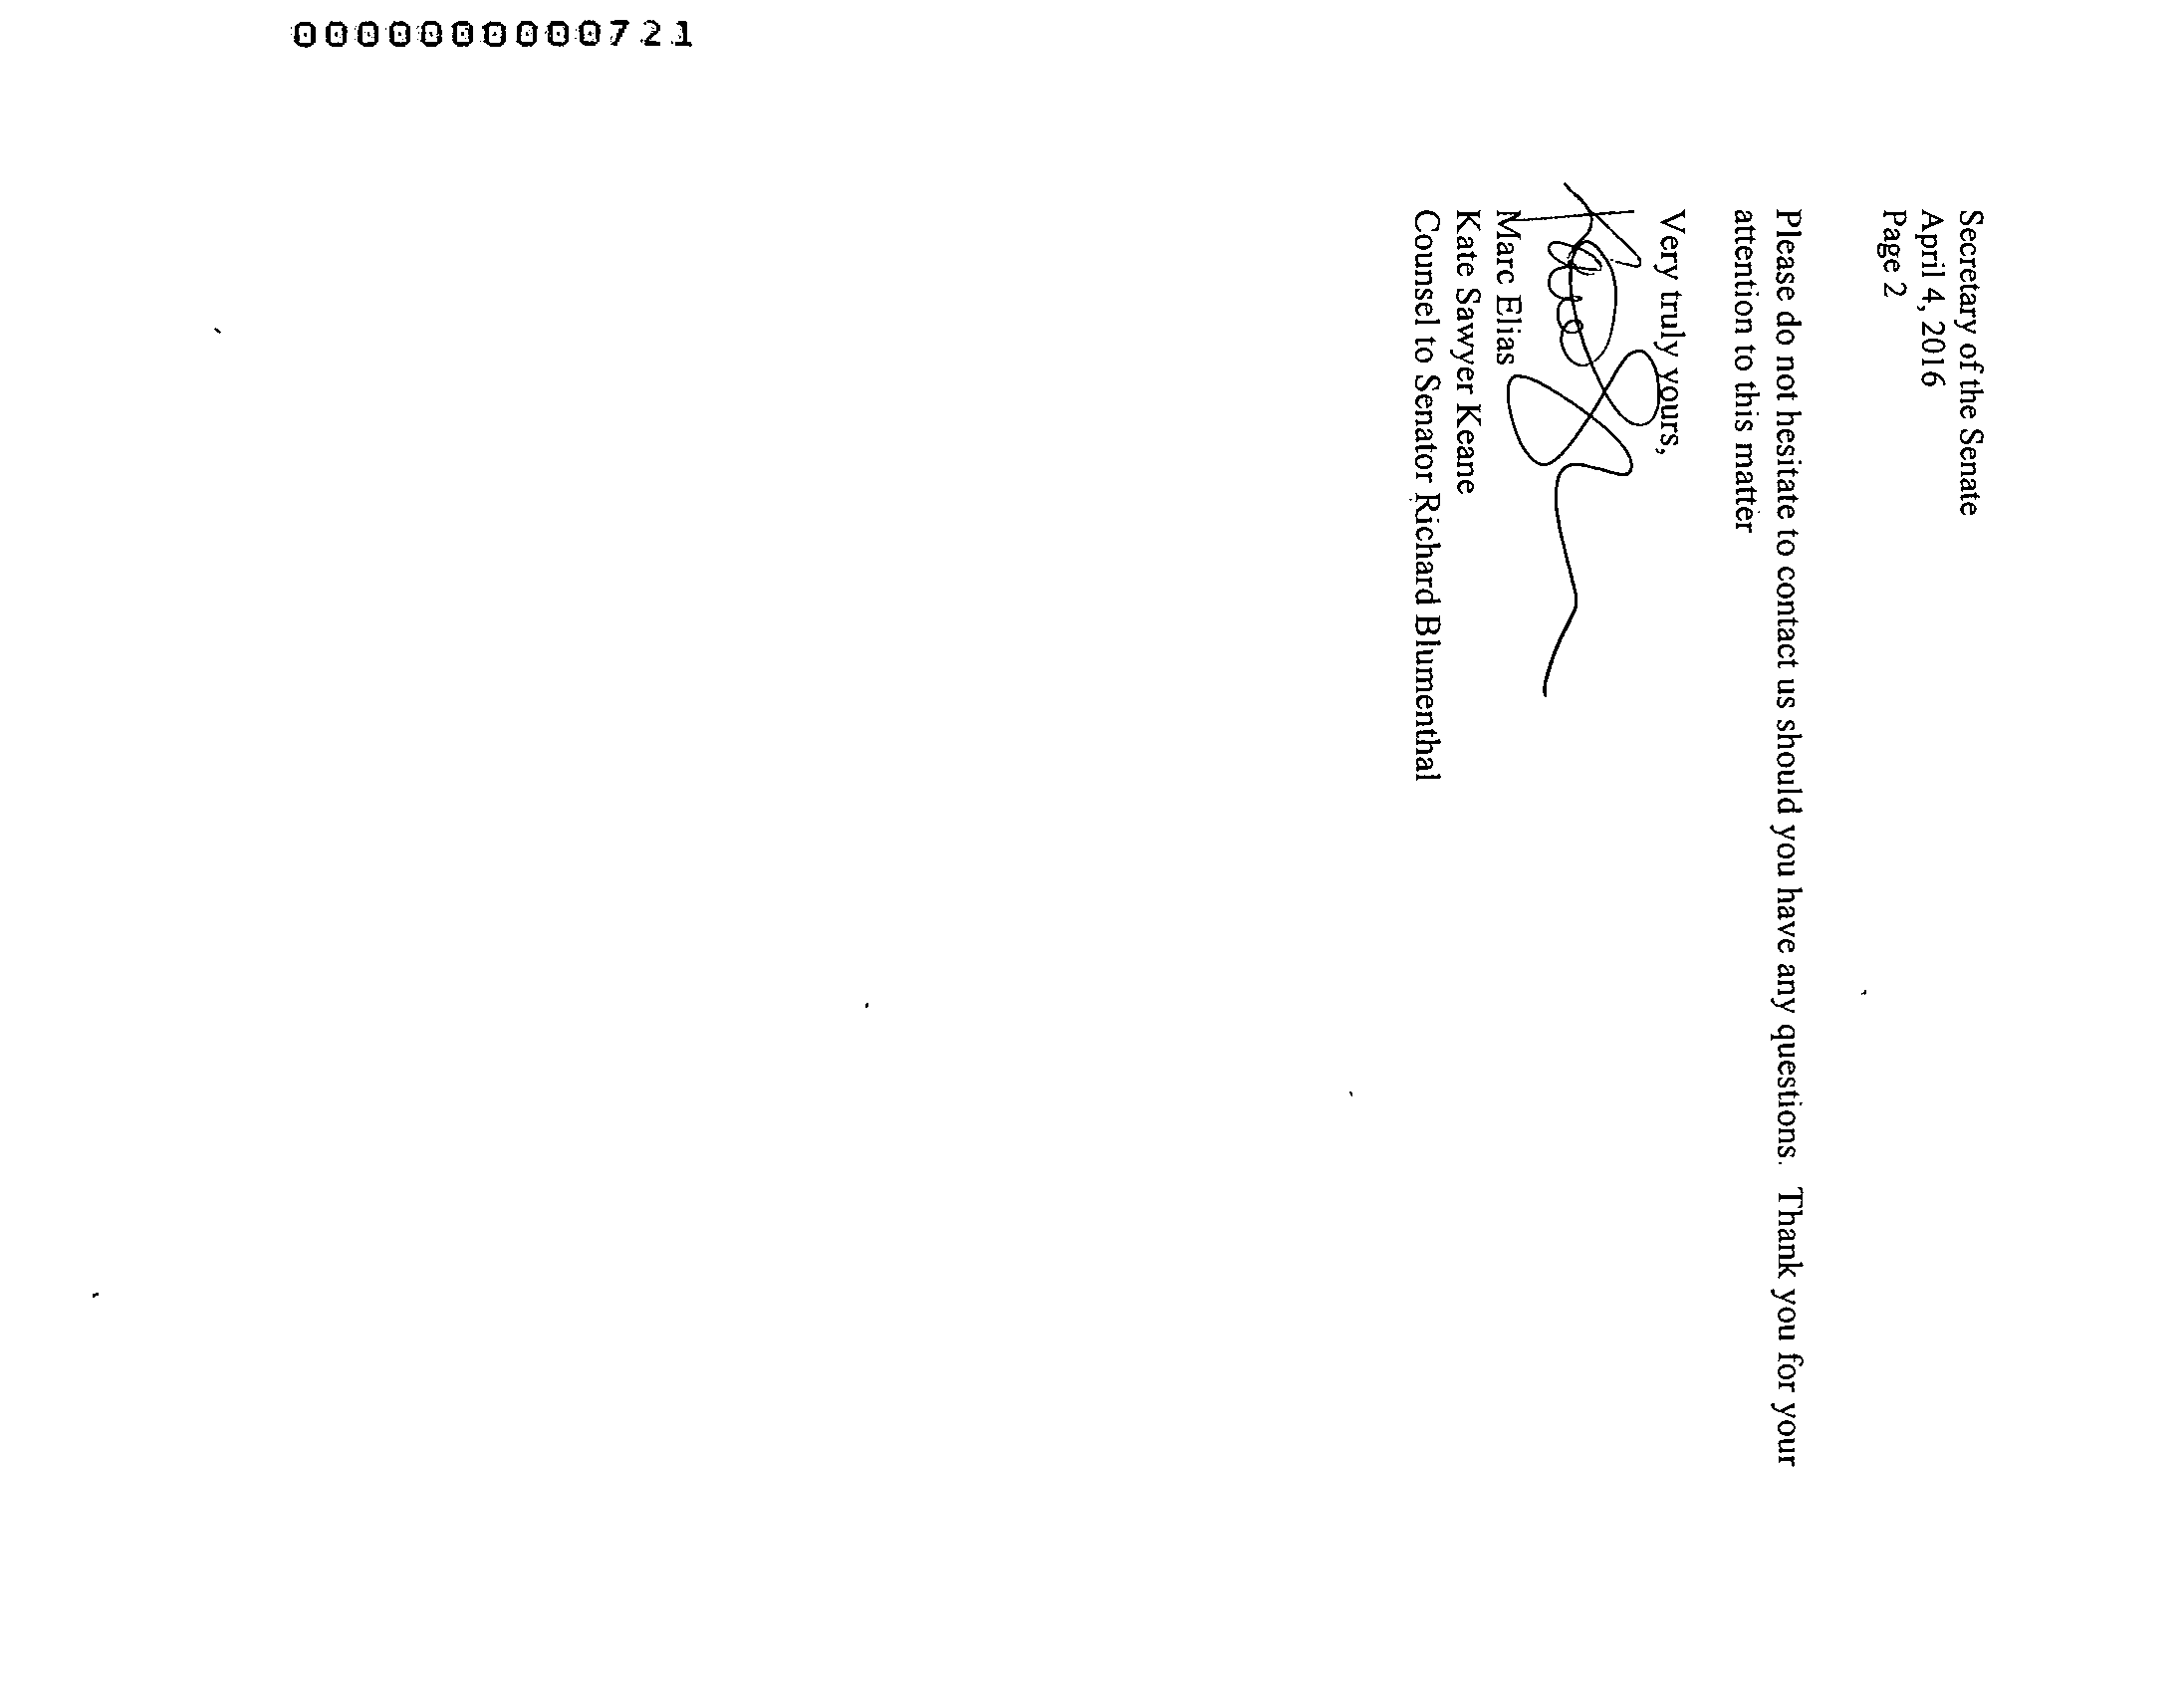 Secretary of the Senate
April 4, 2016
Page 2
Please do not hesitate to contact us should you have any questions. Thank you for your
attention to this matter
Very truly yours,
Marc Elias
Kate Sawyer Keane
Counsel to Senator Richard Blumenthal
0000000000721